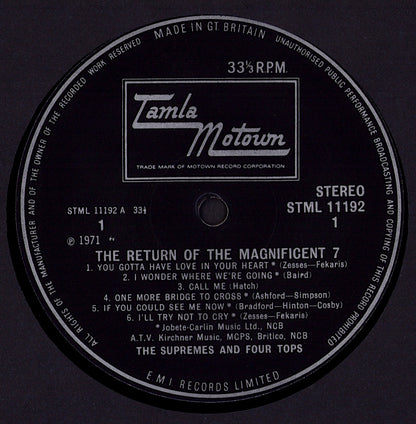 ALL RIGHTS OF THE MANUFACTURER AND OF THE OWNER OF THE RECORDED WORK RESERVED
MADE IN GT BRITAIN
UNAUTHORISED PUBLIC PERFORMANCE BROADCASTING AND COPYING OF THIS RECORD PROHIBITED
33⅓ R.P.M.
Tamla
Motown
TRADE MARK OF MOTOWN RECORD CORPORATION
STEREO
STML 11192 A 33⅓
STML 11192
1
1
℗ 1971
THE RETURN OF THE MAGNIFICENT 7
1. YOU GOTTA HAVE LOVE IN YOUR HEART * (Zesses—Fekaris)
2. I WONDER WHERE WE'RE GOING * (Baird)
3. CALL ME (Hatch)
4. ONE MORE BRIDGE TO CROSS * (Ashford—Simpson)
5. IF YOU COULD SEE ME NOW * (Bradford—Hinton—Cosby)
6. I'LL TRY NOT TO CRY * (Zesses—Fekaris)
* Jobete-Carlin Music Ltd., NCB
A.T.V. Kirchner Music, MCPS, Britico, NCB
THE SUPREMES AND FOUR TOPS
EMI RECORDS LIMITED